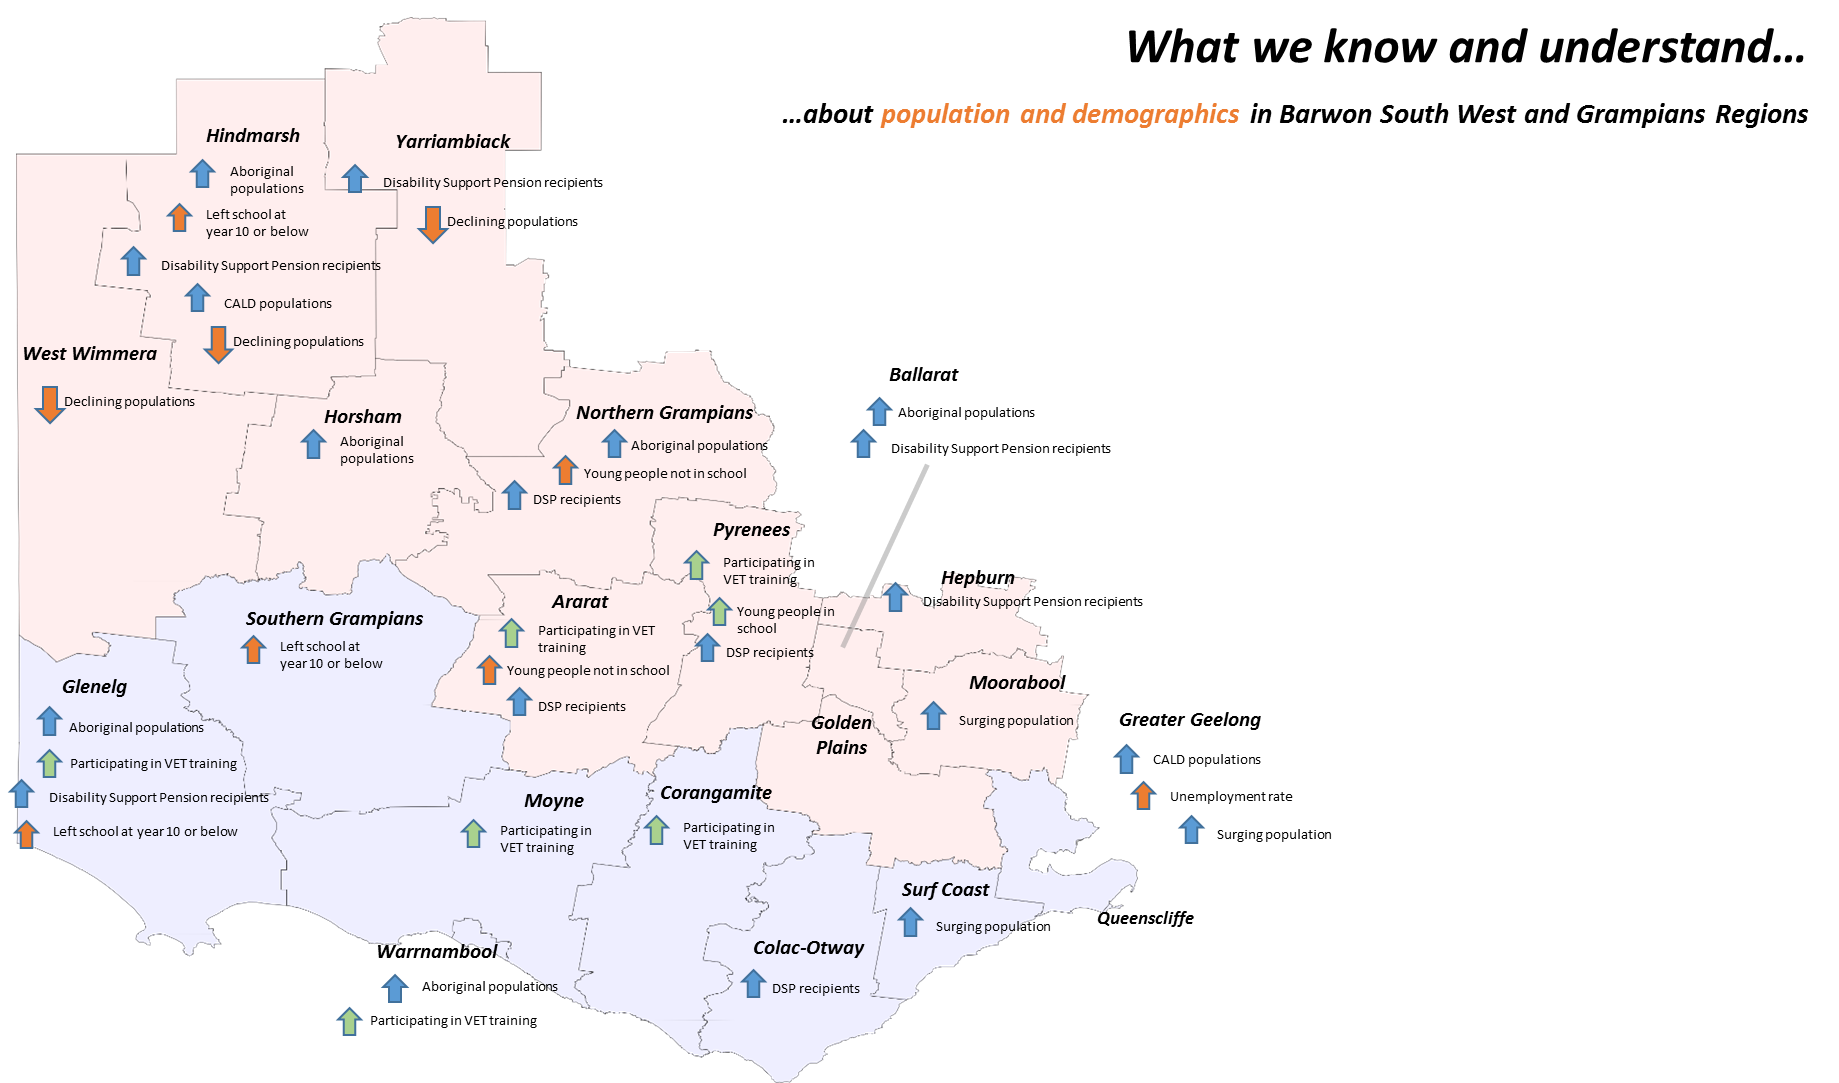 What we know and understand...
...about population and demographics in Barwon South West and Grampians Regions
Hindmarsh
Aboriginal
populations
Left school at
year 10 or below
Disability Support Pension recipients
CALD populations
Declining populations
Yarriambiack
Disability Support Pension recipients
Declining populations
West Wimmera
Declining populations
Horsham
Aboriginal
populations
Northern Grampians
Aboriginal populations
Young people not in school
DSP recipients
Ballarat
Aboriginal populations
Disability Support Pension recipients
Pyrenees
Participating in
VET training
Young people in
school
DSP recipients
Hepburn
Disability Support Pension recipients
Ararat
Participating in VET
training
Young people not in school
DSP recipients
Southern Grampians
Left school at
year 10 or below
Glenelg
Aboriginal populations
Participating in VET training
Disability Support Pension recipients
Left school at year 10 or below
Moorabool
Surging population
Golden
Plains
Greater Geelong
CALD populations
Unemployment rate
Surging population
Moyne
Participating in
VET training
Corangamite
Participating in
VET training
Surf Coast
Surging population
Queenscliffe
Warrnambool
Aboriginal populations
Participating in VET training
Colac-Otway
DSP recipients